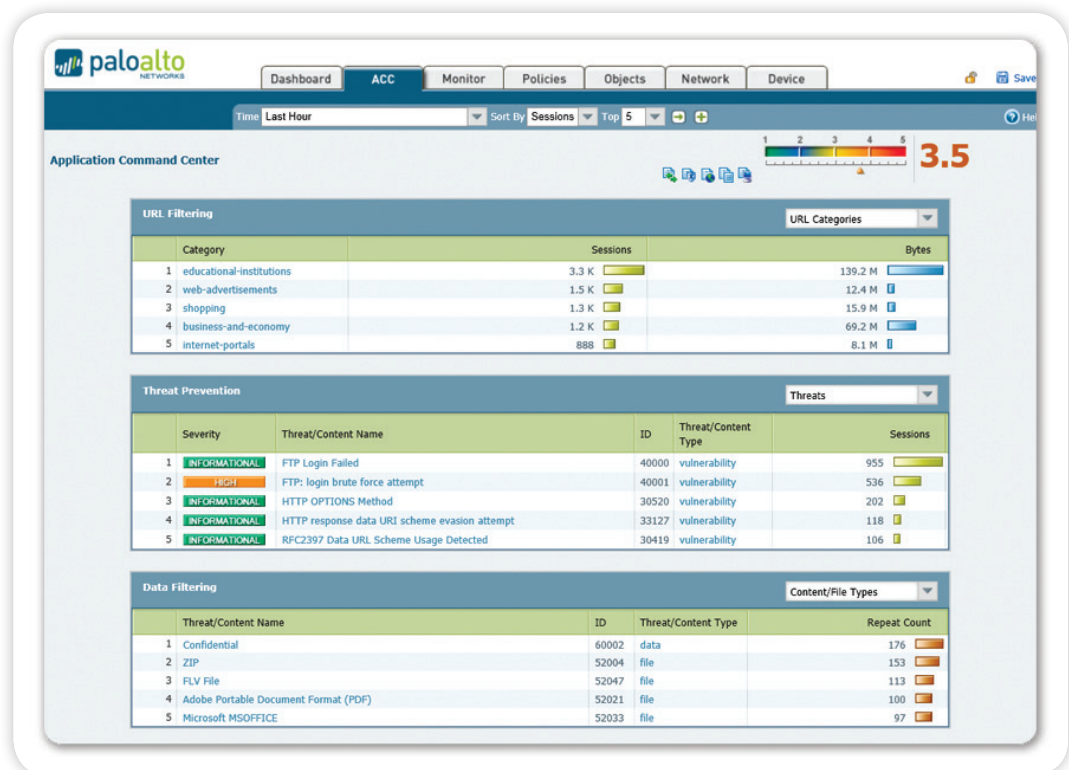 paloalto
NETWORKS
Dashboard ACC Monitor Policies Objects Network Device Save
Time Last Hour Sort By Sessions Top 5
Application Command Center
1 2 3 4 5
3.5
URL Filtering URL Categories
Category Sessions Bytes
1 educational-institutions 3.3 K 139.2 M
2 web-advertisements 1.5 K 12.4 M
3 shopping 1.3 K 15.9 M
4 business-and-economy 1.2 K 69.2 M
5 internet-portals 888 8.1 M
Threat Prevention Threats
Severity Threat/Content Name ID Threat/Content Type Sessions
1 INFORMATIONAL FTP Login Failed 40000 vulnerability 955
2 HIGH FTP: login brute force attempt 40001 vulnerability 536
3 INFORMATIONAL HTTP OPTIONS Method 30520 vulnerability 202
4 INFORMATIONAL HTTP response data URI scheme evasion attempt 33127 vulnerability 118
5 INFORMATIONAL RFC2397 Data URL Scheme Usage Detected 30419 vulnerability 106
Data Filtering Content/File Types
Threat/Content Name ID Threat/Content Type Repeat Count
1 Confidential 60002 data 176
2 ZIP 52004 file 153
3 FLV File 52047 file 113
4 Adobe Portable Document Format (PDF) 52021 file 100
5 Microsoft MSOFFICE 52033 file 97